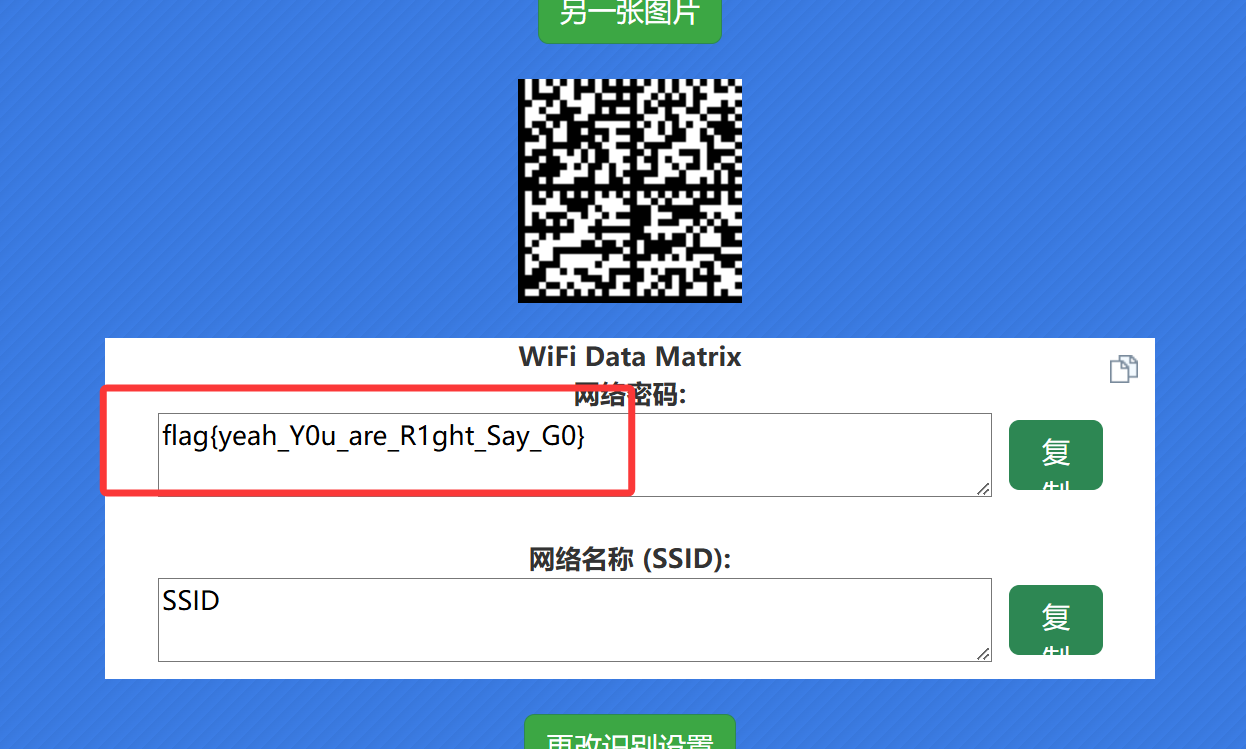 另一张图片
WiFi Data Matrix
网络密码:
flag{yeah_Y0u_are_R1ght_Say_G0}
复
制
网络名称 (SSID):
SSID
复
制
更改识别设置